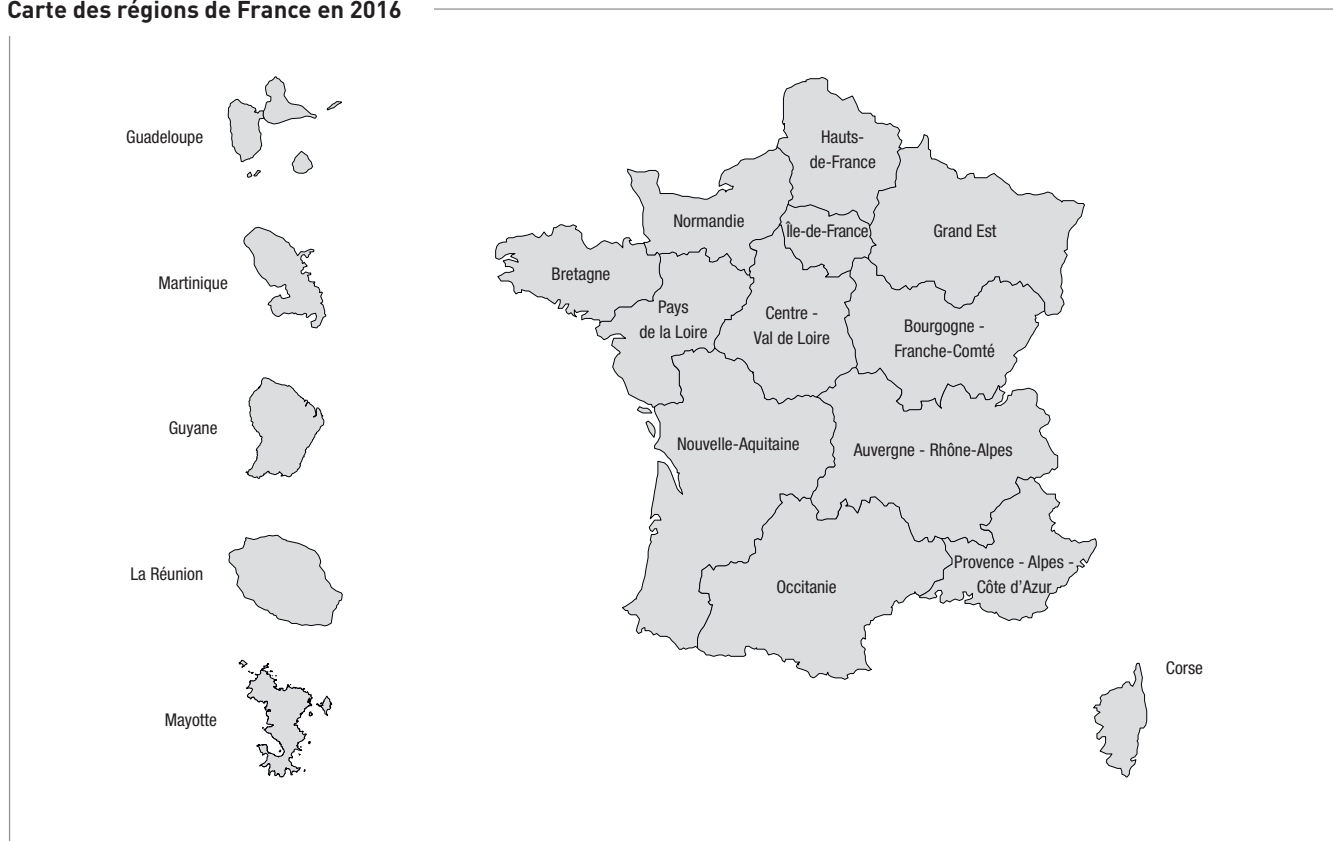 Carte des régions de France en 2016
Guadeloupe
Martinique
Guyane
La Réunion
Mayotte
Hauts-
de-France
Normandie
Île-de-France
Grand Est
Bretagne
Pays
de la Loire
Centre -
Val de Loire
Bourgogne -
Franche-Comté
Nouvelle-Aquitaine
Auvergne - Rhône-Alpes
Occitanie
Provence - Alpes -
Côte d’Azur
Corse